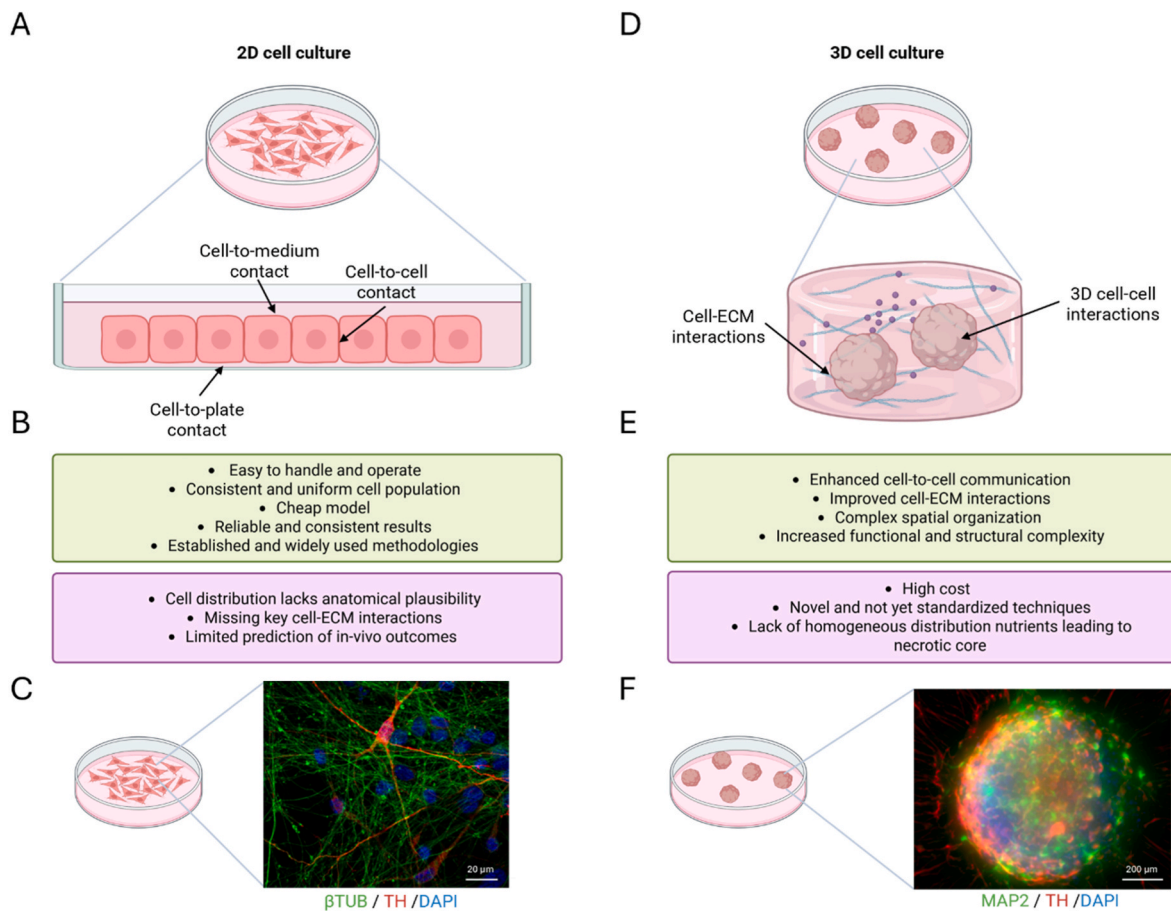 A
2D cell culture
Cell-to-medium
contact
Cell-to-cell
contact
Cell-to-plate
contact
B
• Easy to handle and operate
• Consistent and uniform cell population
• Cheap model
• Reliable and consistent results
• Established and widely used methodologies
• Cell distribution lacks anatomical plausibility
• Missing key cell-ECM interactions
• Limited prediction of in-vivo outcomes
C
20 µm
βTUB / TH /DAPI
D
3D cell culture
Cell-ECM
interactions
3D cell-cell
interactions
E
• Enhanced cell-to-cell communication
• Improved cell-ECM interactions
• Complex spatial organization
• Increased functional and structural complexity
• High cost
• Novel and not yet standardized techniques
• Lack of homogeneous distribution nutrients leading to
necrotic core
F
200 µm
MAP2 / TH /DAPI